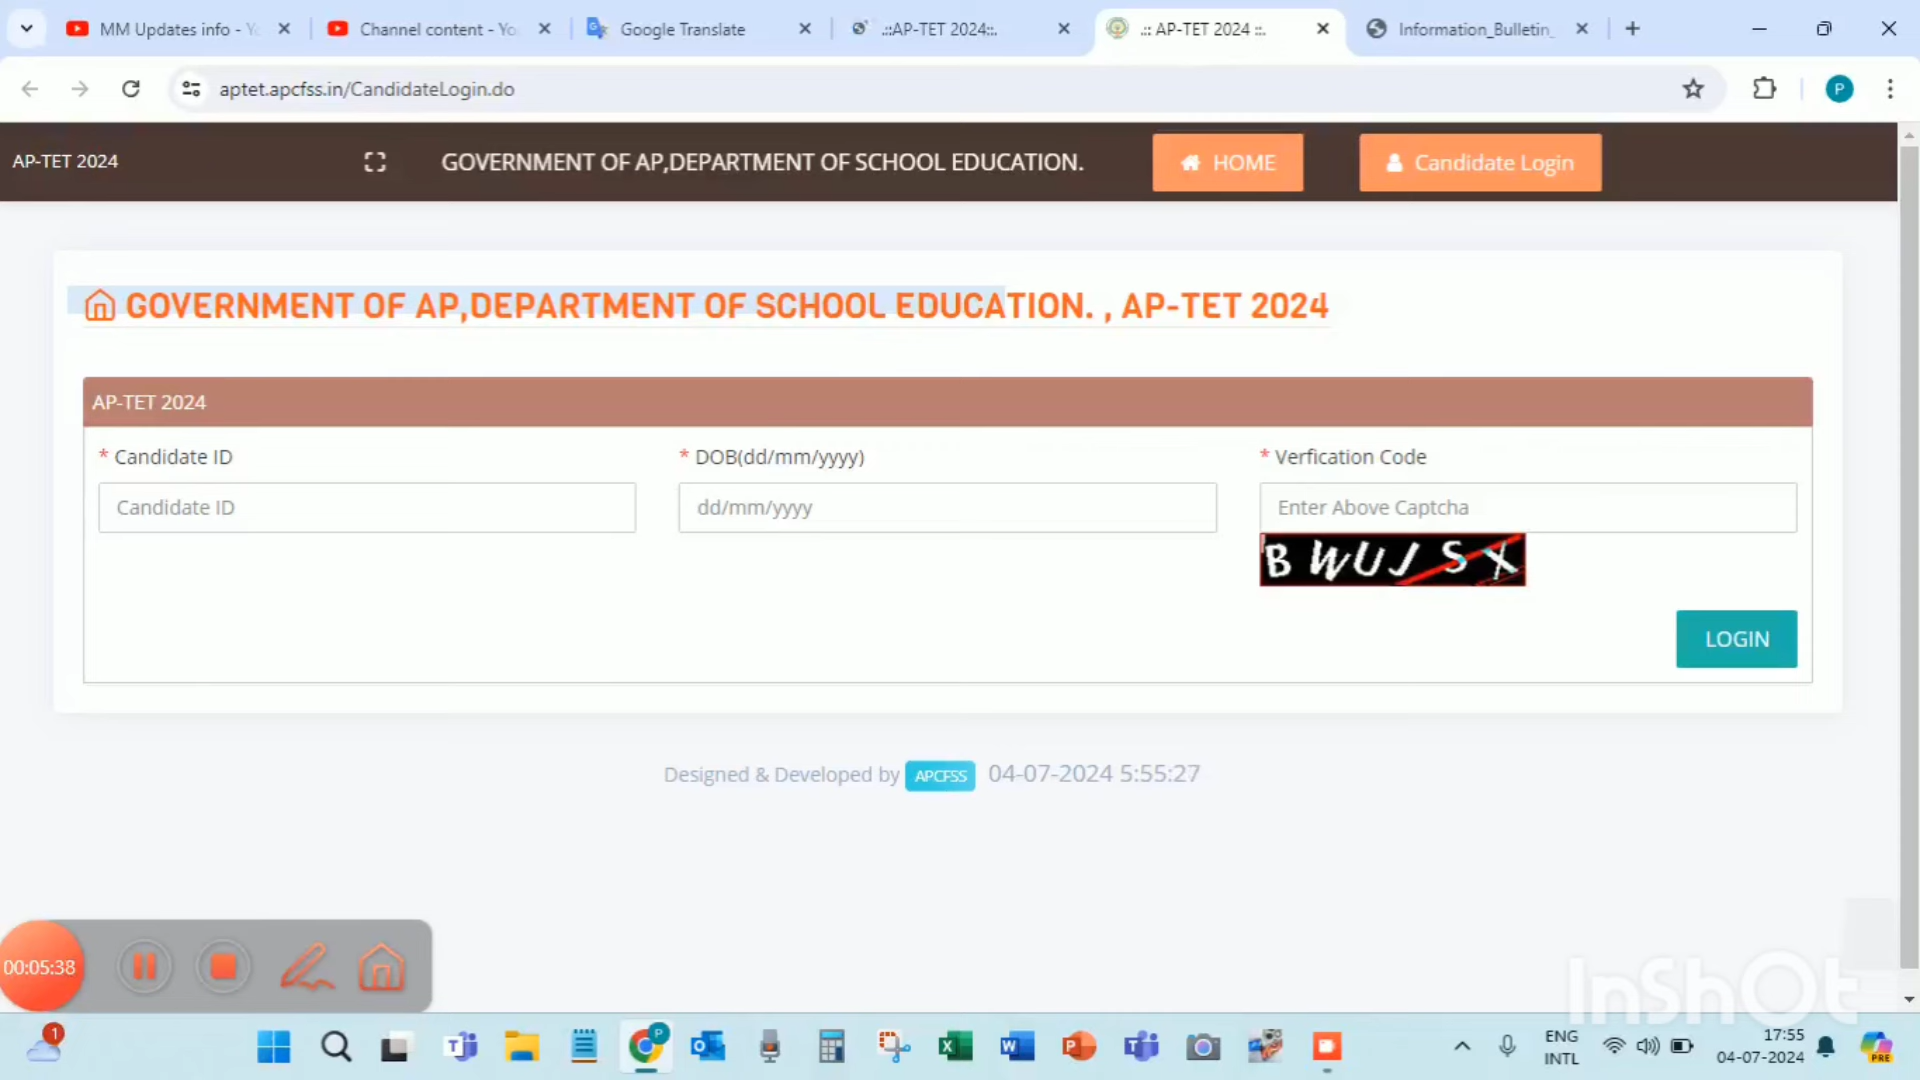 MM Updates info - Yo
Channel content - Yo
Google Translate
.::AP-TET 2024::.
.:: AP-TET 2024 ::.
Information_Bulletin_
aptet.apcfss.in/CandidateLogin.do
P
AP-TET 2024
GOVERNMENT OF AP,DEPARTMENT OF SCHOOL EDUCATION.
HOME
Candidate Login
GOVERNMENT OF AP,DEPARTMENT OF SCHOOL EDUCATION. , AP-TET 2024
AP-TET 2024
* Candidate ID
* DOB(dd/mm/yyyy)
* Verfication Code
Candidate ID
dd/mm/yyyy
Enter Above Captcha
B W U J S X
LOGIN
Designed & Developed by APCFSS 04-07-2024 5:55:27
00:05:38
InShOt
1
P
ENG
INTL
17:55
04-07-2024
PRE